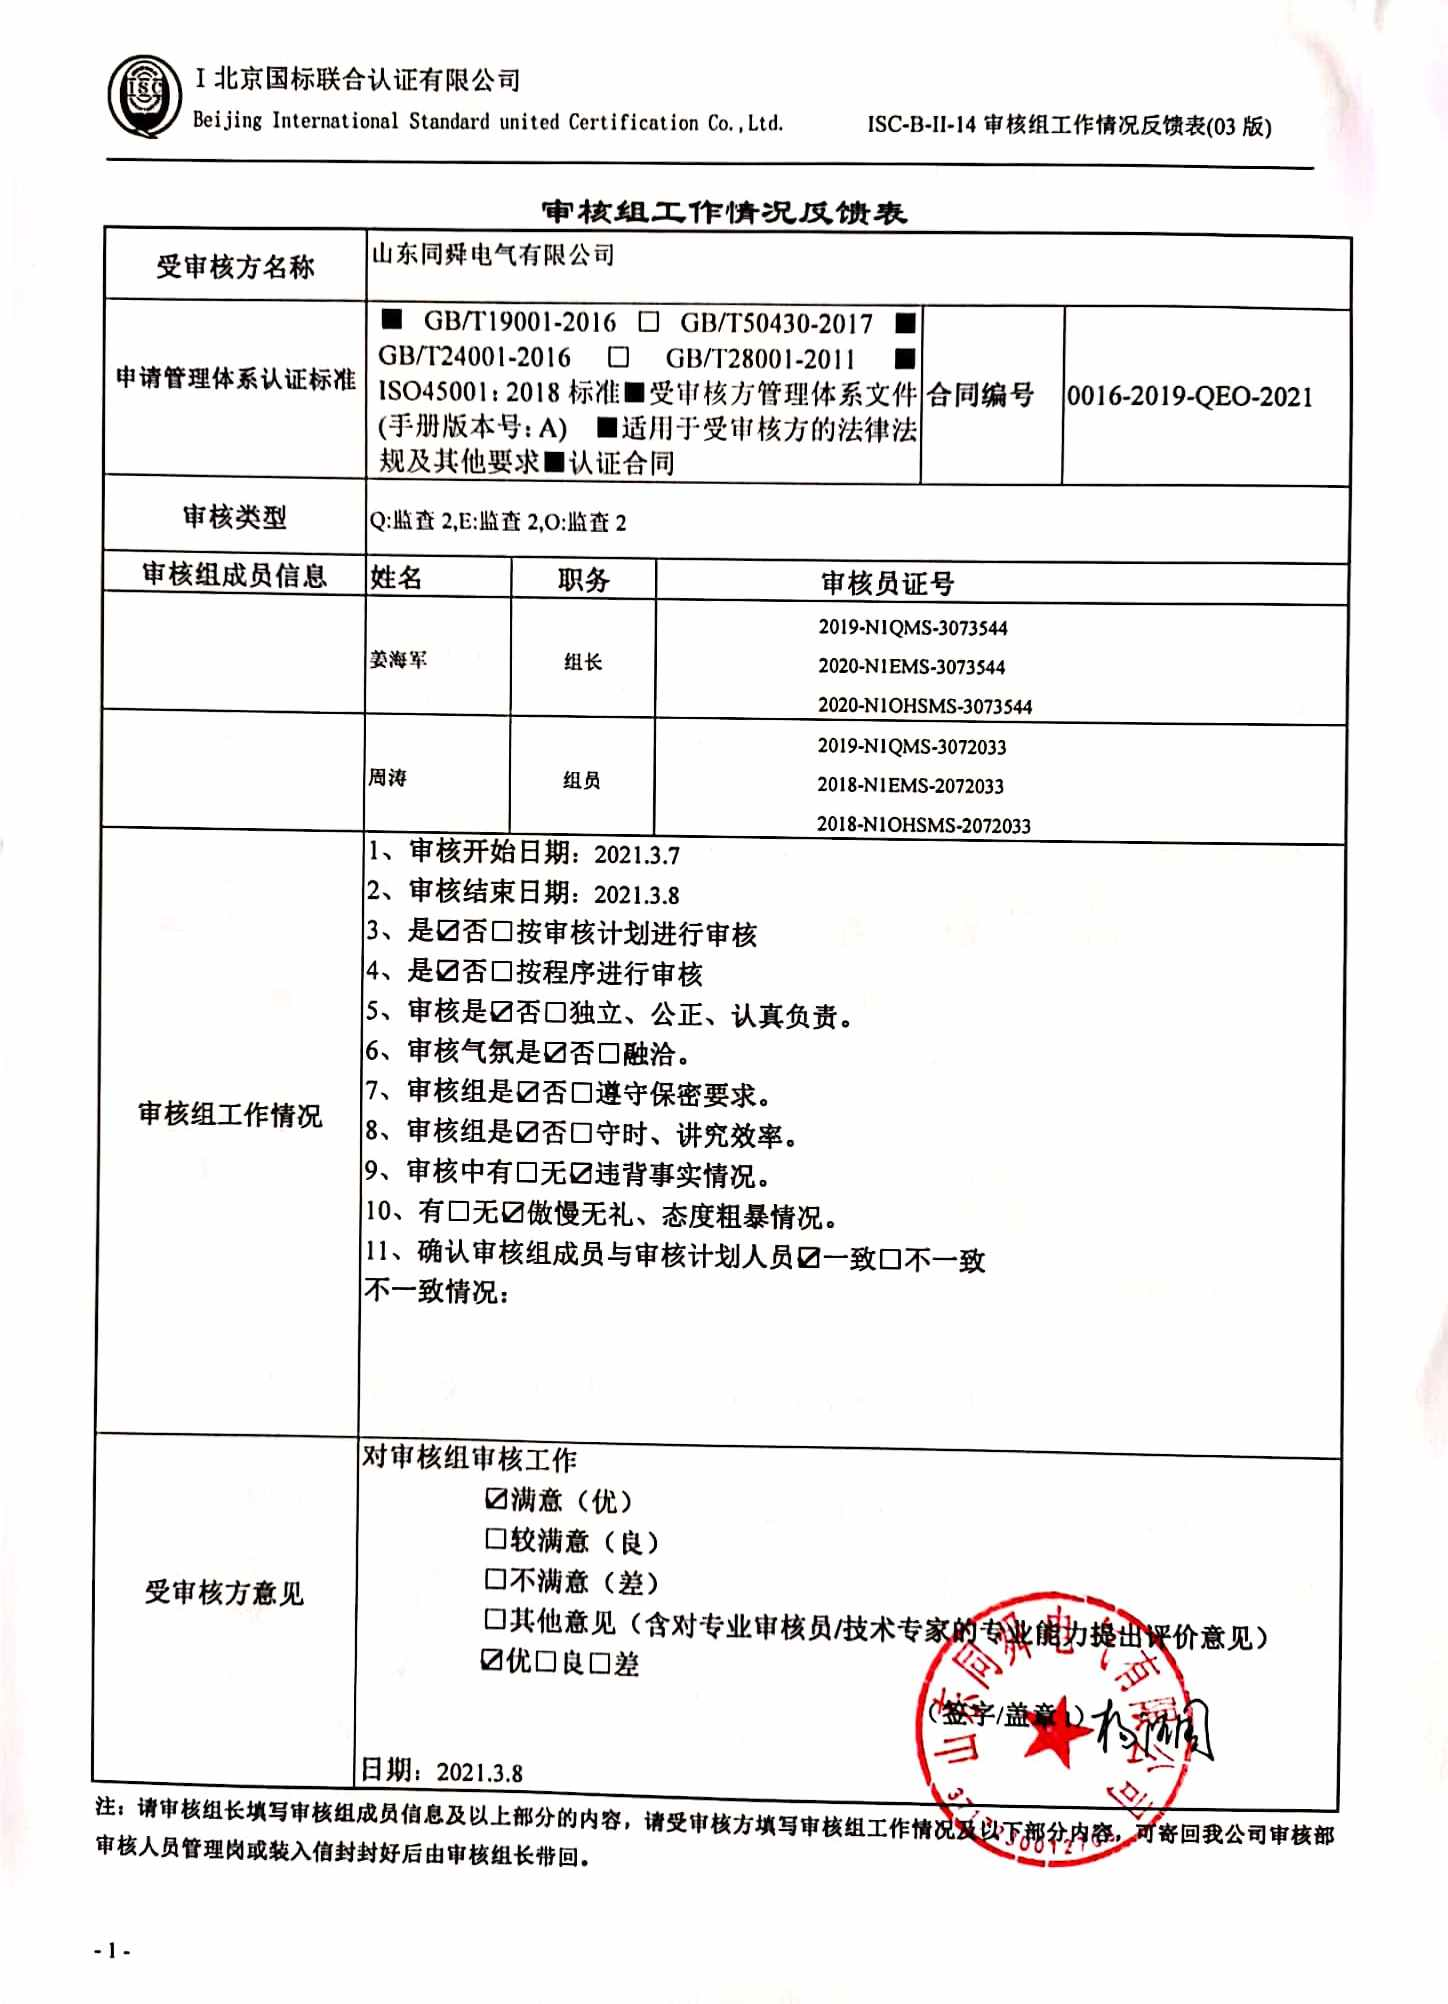 ISC
I 北京国标联合认证有限公司
Beijing International Standard united Certification Co.,Ltd.
ISC-B-II-14 审核组工作情况反馈表(03 版)
审核组工作情况反馈表
受审核方名称
山东同舜电气有限公司
申请管理体系认证标准
■ GB/T19001-2016 □ GB/T50430-2017 ■
GB/T24001-2016 □ GB/T28001-2011 ■
ISO45001：2018 标准■受审核方管理体系文件
(手册版本号：A) ■适用于受审核方的法律法
规及其他要求■认证合同
合同编号
0016-2019-QEO-2021
审核类型
Q:监查 2,E:监查 2,O:监查 2
审核组成员信息
姓名
职务
审核员证号
姜海军
组长
2019-N1QMS-3073544
2020-N1EMS-3073544
2020-N1OHSMS-3073544
周涛
组员
2019-N1QMS-3072033
2018-N1EMS-2072033
2018-N1OHSMS-2072033
审核组工作情况
1、审核开始日期：2021.3.7
2、审核结束日期：2021.3.8
3、是☑否□按审核计划进行审核
4、是☑否□按程序进行审核
5、审核是☑否□独立、公正、认真负责。
6、审核气氛是☑否□融洽。
7、审核组是☑否□遵守保密要求。
8、审核组是☑否□守时、讲究效率。
9、审核中有□无☑违背事实情况。
10、有□无☑傲慢无礼、态度粗暴情况。
11、确认审核组成员与审核计划人员☑一致□不一致
不一致情况：
受审核方意见
对审核组审核工作
☑满意（优）
□较满意（良）
□不满意（差）
□其他意见（含对专业审核员/技术专家的专业能力提出评价意见）
☑优□良□差
（签字/盖章）
山东同舜电气有限公司
日期：2021.3.8
注：请审核组长填写审核组成员信息及以上部分的内容，请受审核方填写审核组工作情况及以下部分内容，可寄回我公司审核部
审核人员管理岗或装入信封封好后由审核组长带回。
- 1 -